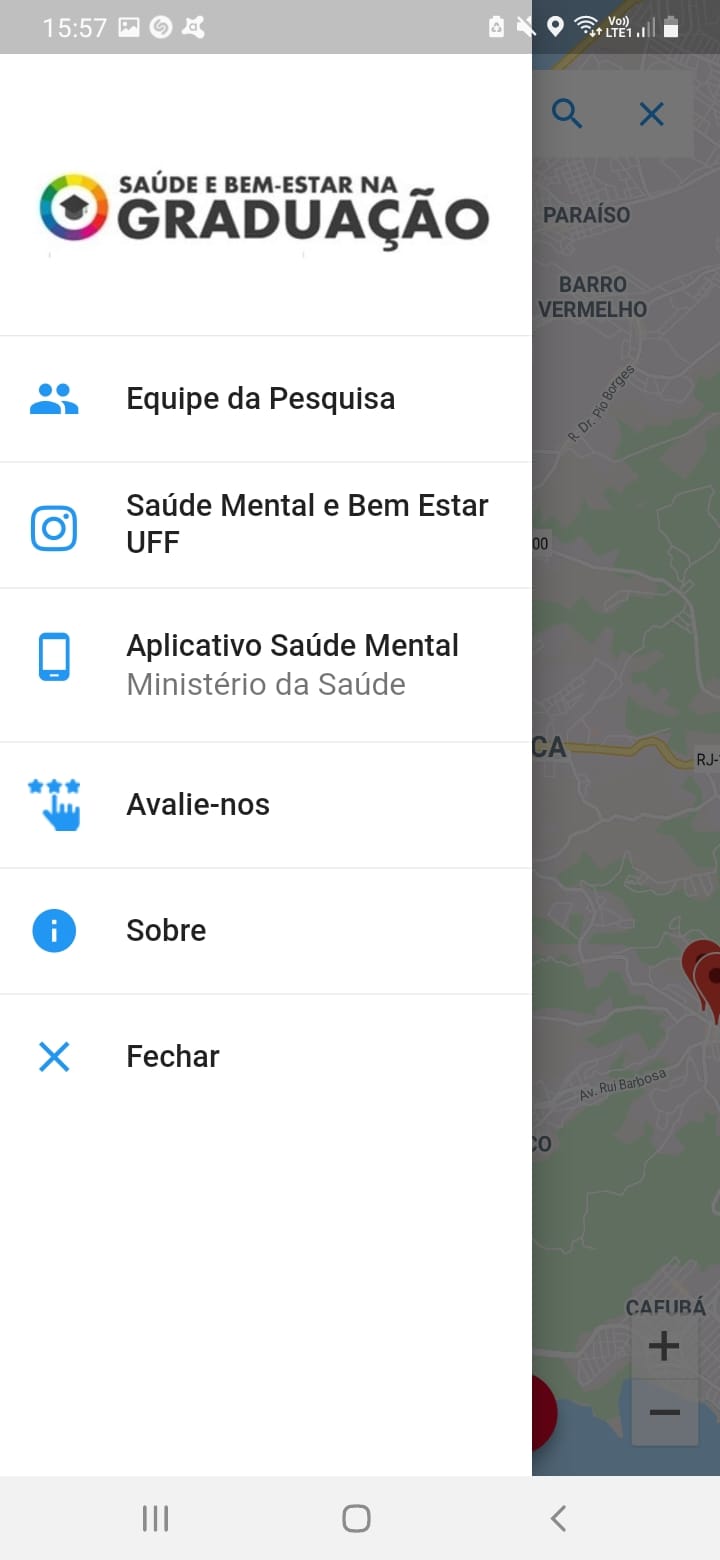 15:57
Vo))
LTE1
SAÚDE E BEM-ESTAR NA
GRADUAÇÃO
PARAÍSO
BARRO
VERMELHO
R. Dr. Pio Borges
Equipe da Pesquisa
Saúde Mental e Bem Estar
UFF
00
Aplicativo Saúde Mental
Ministério da Saúde
CA
RJ-
Avalie-nos
Sobre
Fechar
Av. Rui Barbosa
CO
CAFUBÁ